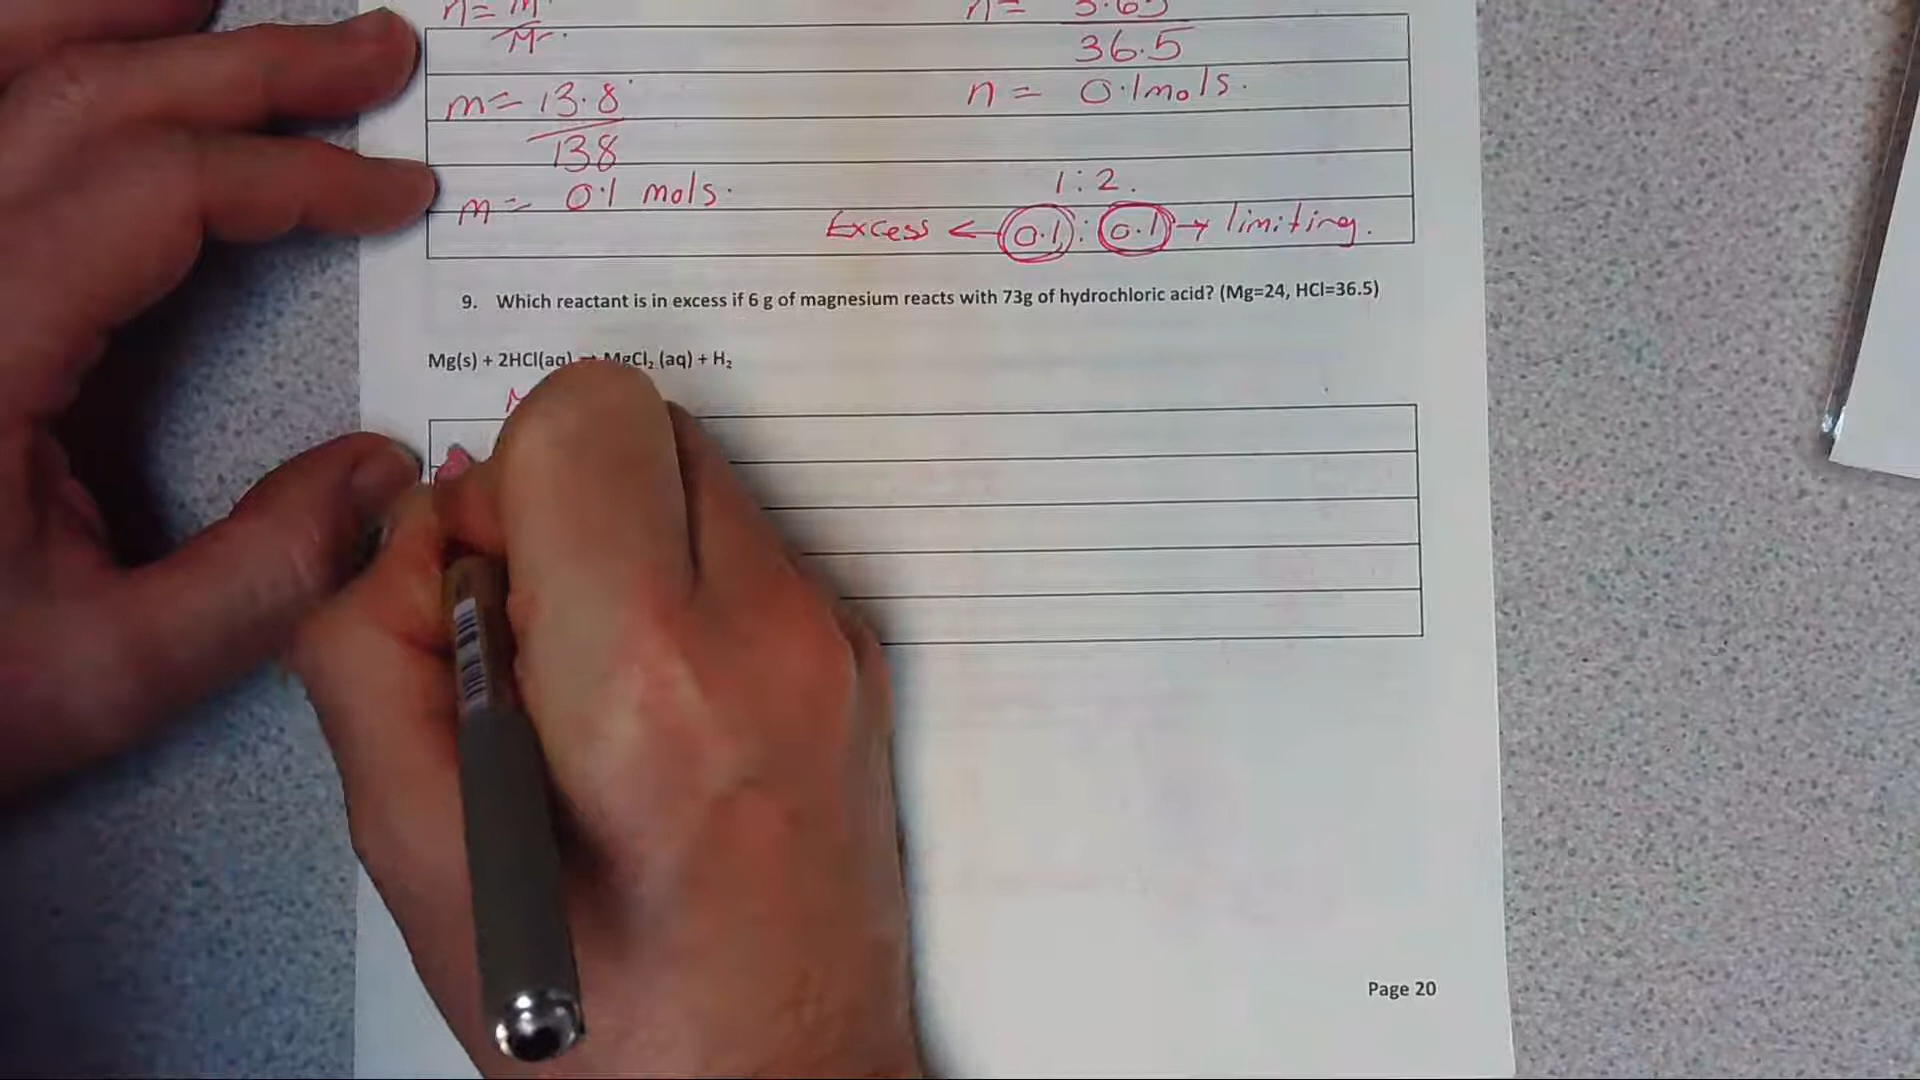 n = m n = 3.65
M. 36.5
m = 13.8 n = 0.1mols.
138
m = 0.1 mols. 1:2.
Excess ← 0.1 : 0.1 → limiting.
9. Which reactant is in excess if 6 g of magnesium reacts with 73g of hydrochloric acid? (Mg=24, HCl=36.5)
Mg(s) + 2HCl(aq) → MgCl₂ (aq) + H₂
Page 20